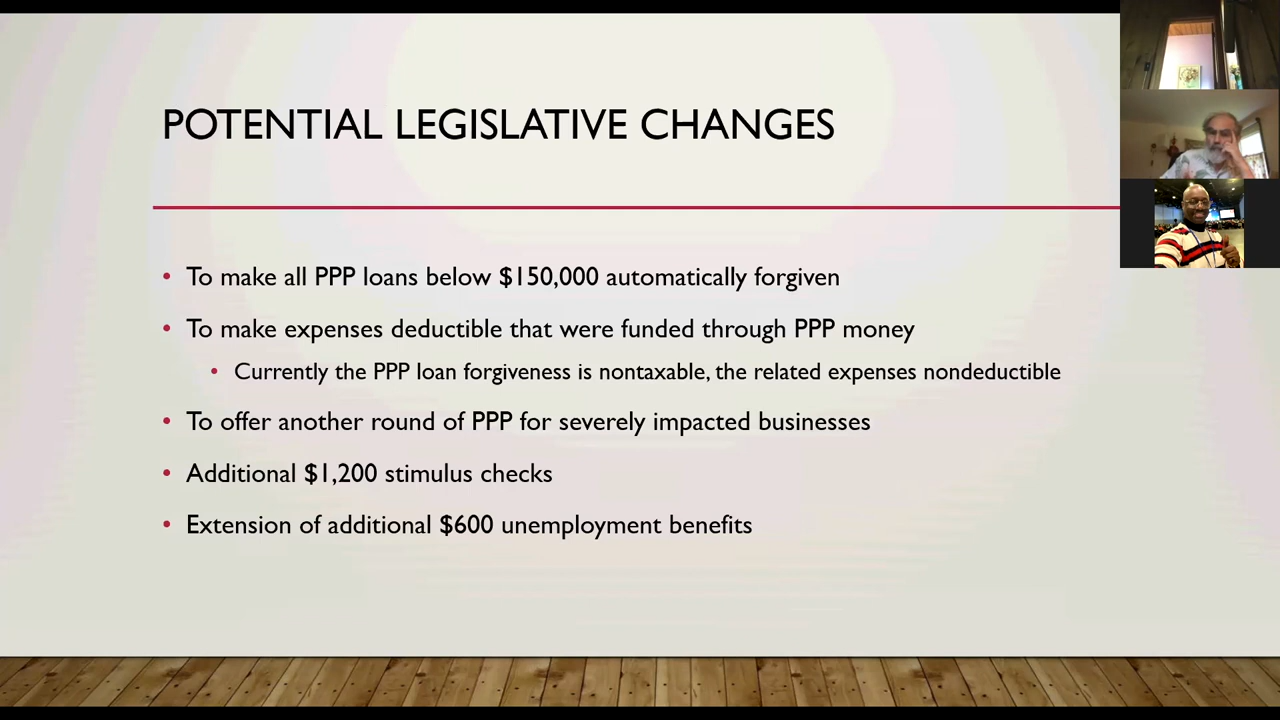 POTENTIAL LEGISLATIVE CHANGES
• To make all PPP loans below $150,000 automatically forgiven
• To make expenses deductible that were funded through PPP money
• Currently the PPP loan forgiveness is nontaxable, the related expenses nondeductible
• To offer another round of PPP for severely impacted businesses
• Additional $1,200 stimulus checks
• Extension of additional $600 unemployment benefits